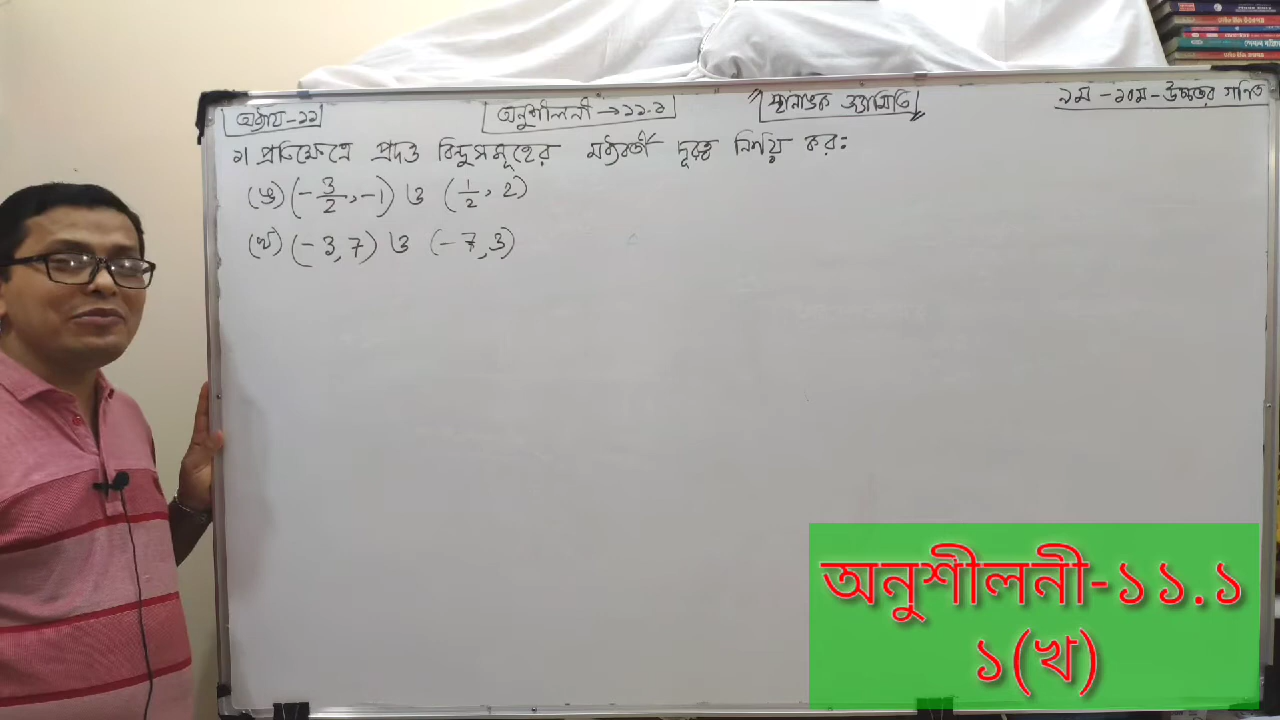 অধ্যায়-১১ অনুশীলনী→১১.১ "স্থানাঙ্ক জ্যামিতি" ৯ম-১০ম-উচ্চতর গণিত
১। প্রতিক্ষেত্রে প্রদত্ত বিন্দুসমূহের মধ্যবর্তী দূরত্ব নির্ণয় কর:
(ঙ) (-3/2, -1) ও (1/2, 2)
(খ) (-3, 7) ও (-7, 3)
অনুশীলনী-১১.১
১(খ)